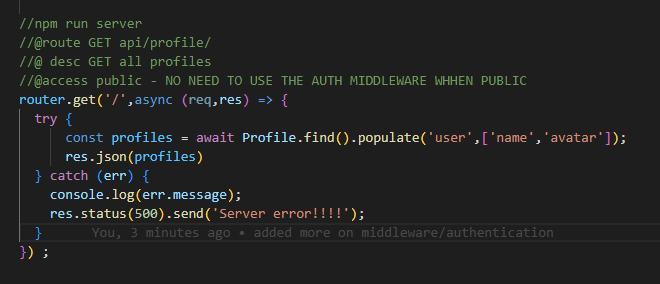 //npm run server
//@route GET api/profile/
//@ desc GET all profiles
//@access public - NO NEED TO USE THE AUTH MIDDLEWARE WHHEN PUBLIC
router.get('/',async (req,res) => {
try {
const profiles = await Profile.find().populate('user',['name','avatar']);
res.json(profiles)
} catch (err) {
console.log(err.message);
res.status(500).send('Server error!!!!');
} You, 3 minutes ago • added more on middleware/authentication
}) ;